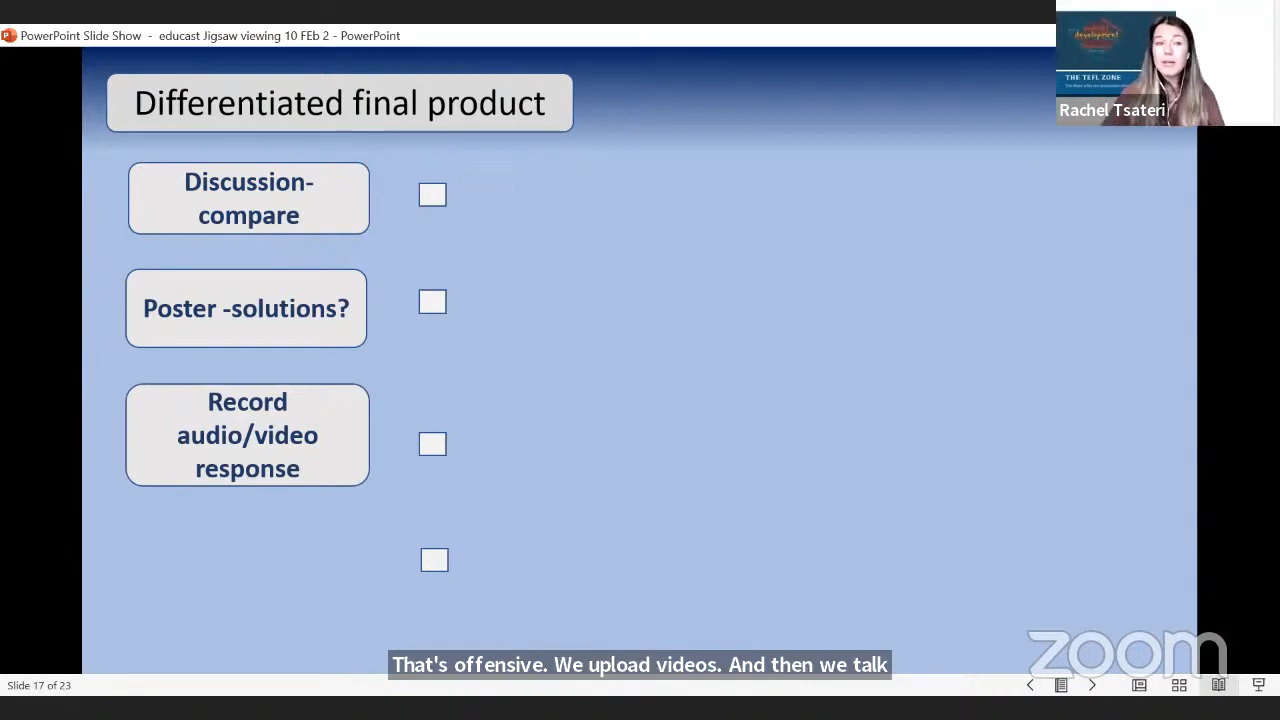 PowerPoint Slide Show - educast Jigsaw viewing 10 FEb 2 - PowerPoint
development
THE TEFL ZONE
Rachel Tsateri
Differentiated final product
Discussion-
compare
Poster -solutions?
Record
audio/video
response
That's offensive. We upload videos. And then we talk
zoom
Slide 17 of 23